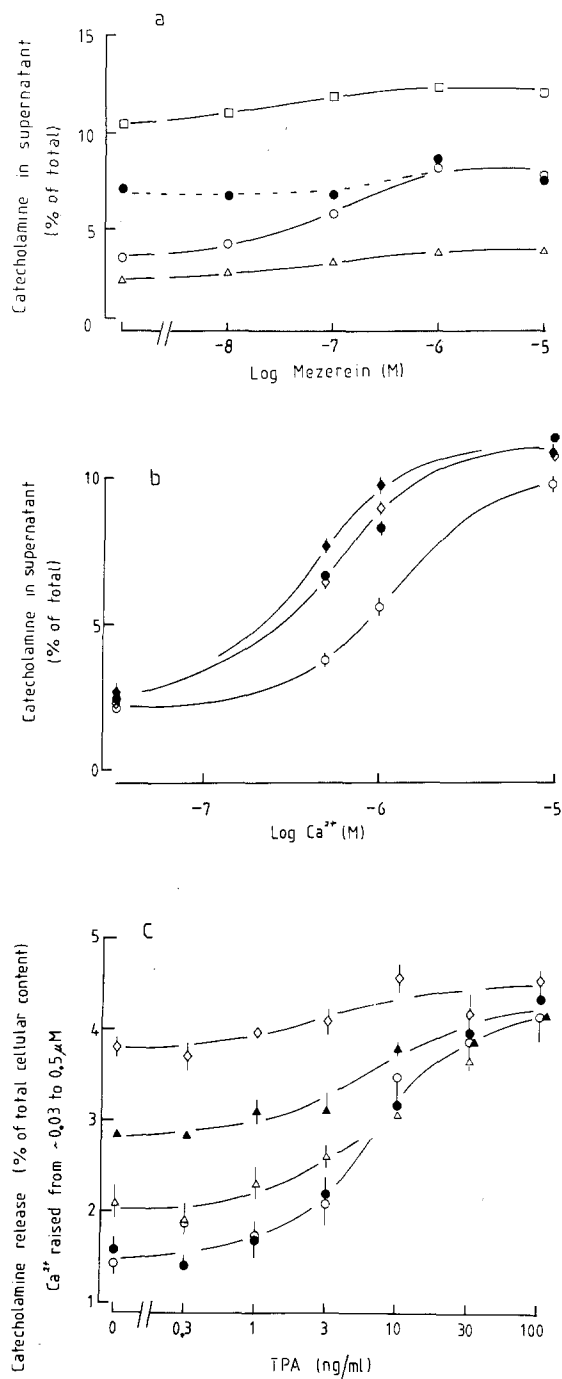 a
Catecholamine in supernatant
(% of total)
15
10
5
0
-8
-7
-6
-5
Log Mezerein (M)
b
Catecholamine in supernatant
(% of total)
10
5
0
-7
-6
-5
Log Ca²⁺ (M)
C
Catecholamine release (% of total cellular content)
Ca²⁺ raised from ~0.03 to 0.5 μM
5
4
3
2
1
0
0.3
1
3
10
30
100
TPA (ng/ml)